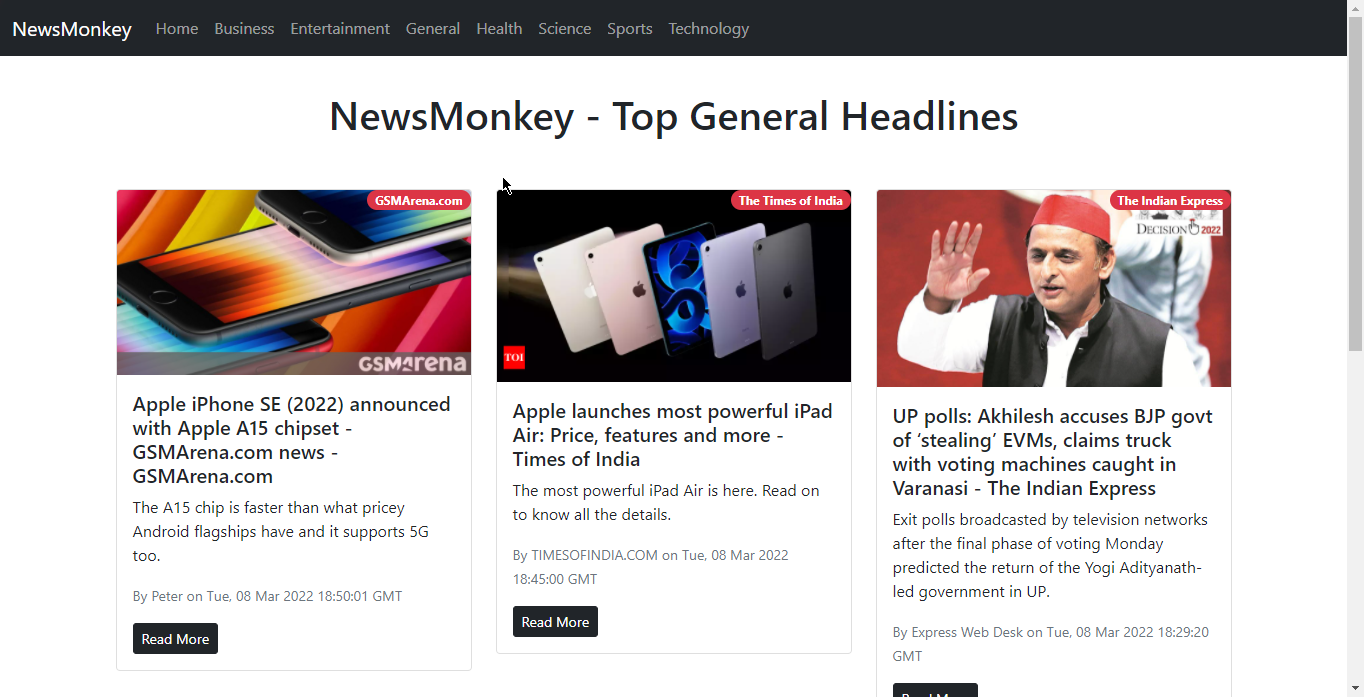 NewsMonkey Home Business Entertainment General Health Science Sports Technology
NewsMonkey - Top General Headlines
GSMArena.com
GSMArena
Apple iPhone SE (2022) announced
with Apple A15 chipset -
GSMArena.com news -
GSMArena.com
The A15 chip is faster than what pricey
Android flagships have and it supports 5G
too.
By Peter on Tue, 08 Mar 2022 18:50:01 GMT
Read More
The Times of India
TOI
Apple launches most powerful iPad
Air: Price, features and more -
Times of India
The most powerful iPad Air is here. Read on
to know all the details.
By TIMESOFINDIA.COM on Tue, 08 Mar 2022
18:45:00 GMT
Read More
The Indian Express
DECISION 2022
UP polls: Akhilesh accuses BJP govt
of ‘stealing’ EVMs, claims truck
with voting machines caught in
Varanasi - The Indian Express
Exit polls broadcasted by television networks
after the final phase of voting Monday
predicted the return of the Yogi Adityanath-
led government in UP.
By Express Web Desk on Tue, 08 Mar 2022 18:29:20
GMT
Read More